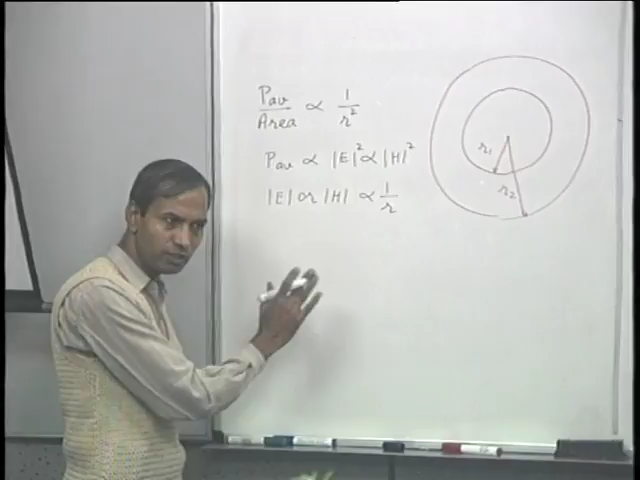 Pav/Area ∝ 1/r²
Pav ∝ |E|² ∝ |H|²
|E| or |H| ∝ 1/r
r₁
r₂